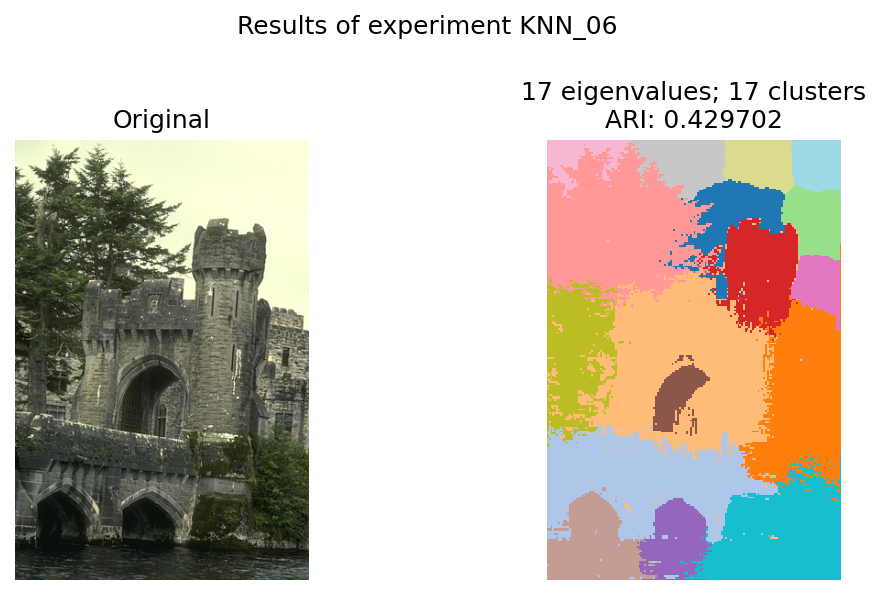 Results of experiment KNN_06
Original
17 eigenvalues; 17 clusters
ARI: 0.429702